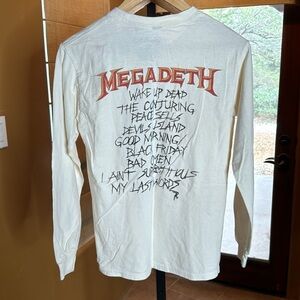 MEGADETH
WAKE UP DEAD
THE CONJURING
PEACE SELLS
DEVILS ISLAND
GOOD MORNING/
BLACK FRIDAY
BAD OMEN
I AIN'T SUPERSTITIOUS
MY LAST WORDS